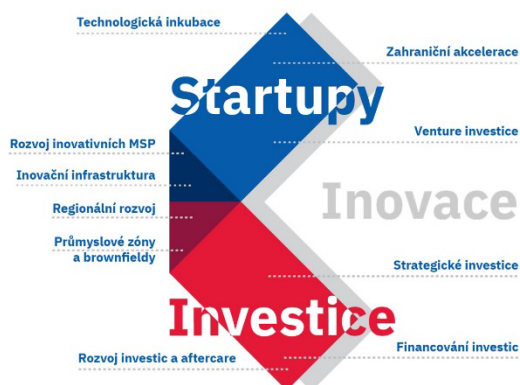 Technologická inkubace
Zahraniční akcelerace
Startupy
Venture investice
Rozvoj inovativních MSP
Inovační infrastruktura
Inovace
Regionální rozvoj
Průmyslové zóny
a brownfieldy
Strategické investice
Investice
Financování investic
Rozvoj investic a aftercare